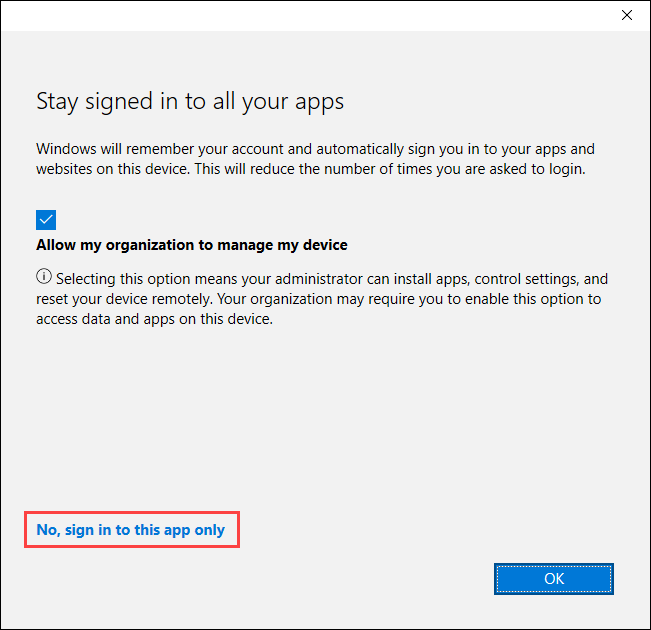 Stay signed in to all your apps
Windows will remember your account and automatically sign you in to your apps and
websites on this device. This will reduce the number of times you are asked to login.
Allow my organization to manage my device
Selecting this option means your administrator can install apps, control settings, and
reset your device remotely. Your organization may require you to enable this option to
access data and apps on this device.
No, sign in to this app only
OK